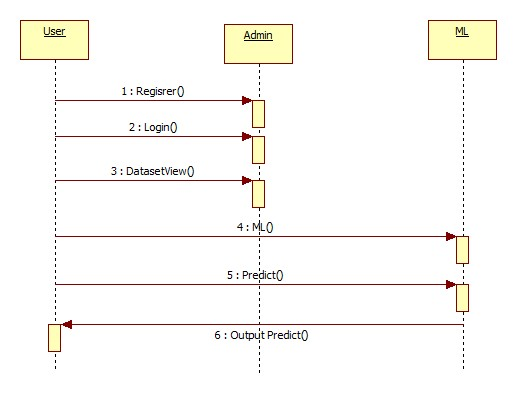 User
Admin
ML
1 : Regisrer()
2 : Login()
3 : DatasetView()
4 : ML()
5 : Predict()
6 : Output Predict()